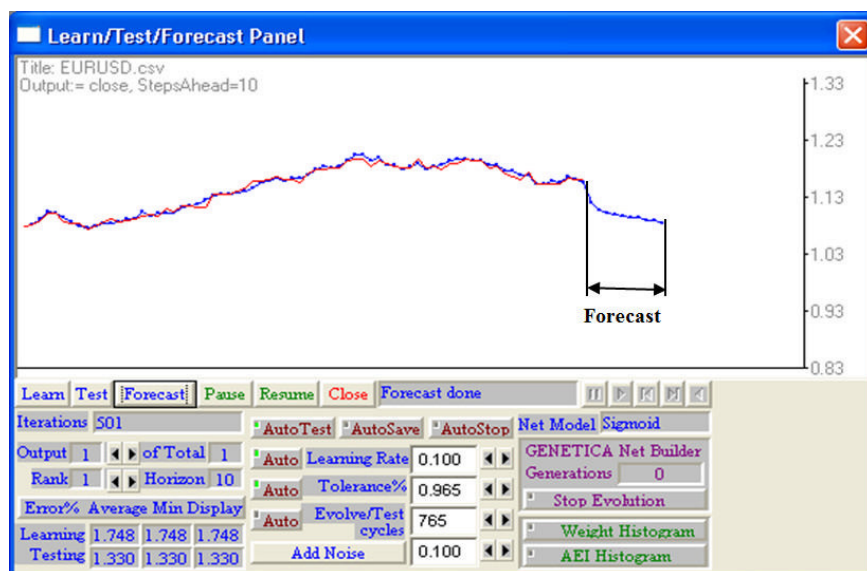 Learn/Test/Forecast Panel
Title: EURUSD.csv
Output:= close, StepsAhead=10
1.33
1.23
1.13
1.03
0.93
0.83
Forecast
Learn Test Forecast Pause Resume Close Forecast done
Iterations 501
AutoTest AutoSave AutoStop
Net Model Sigmoid
Output 1 of Total 1
Rank 1 Horizon 10
Error% Average Min Display
Learning 1.748 1.748 1.748
Testing 1.330 1.330 1.330
Auto Learning Rate 0.100
Auto Tolerance% 0.965
Auto Evolve/Test
cycles 765
Add Noise 0.100
GENETICA Net Builder
Generations 0
Stop Evolution
Weight Histogram
AEI Histogram